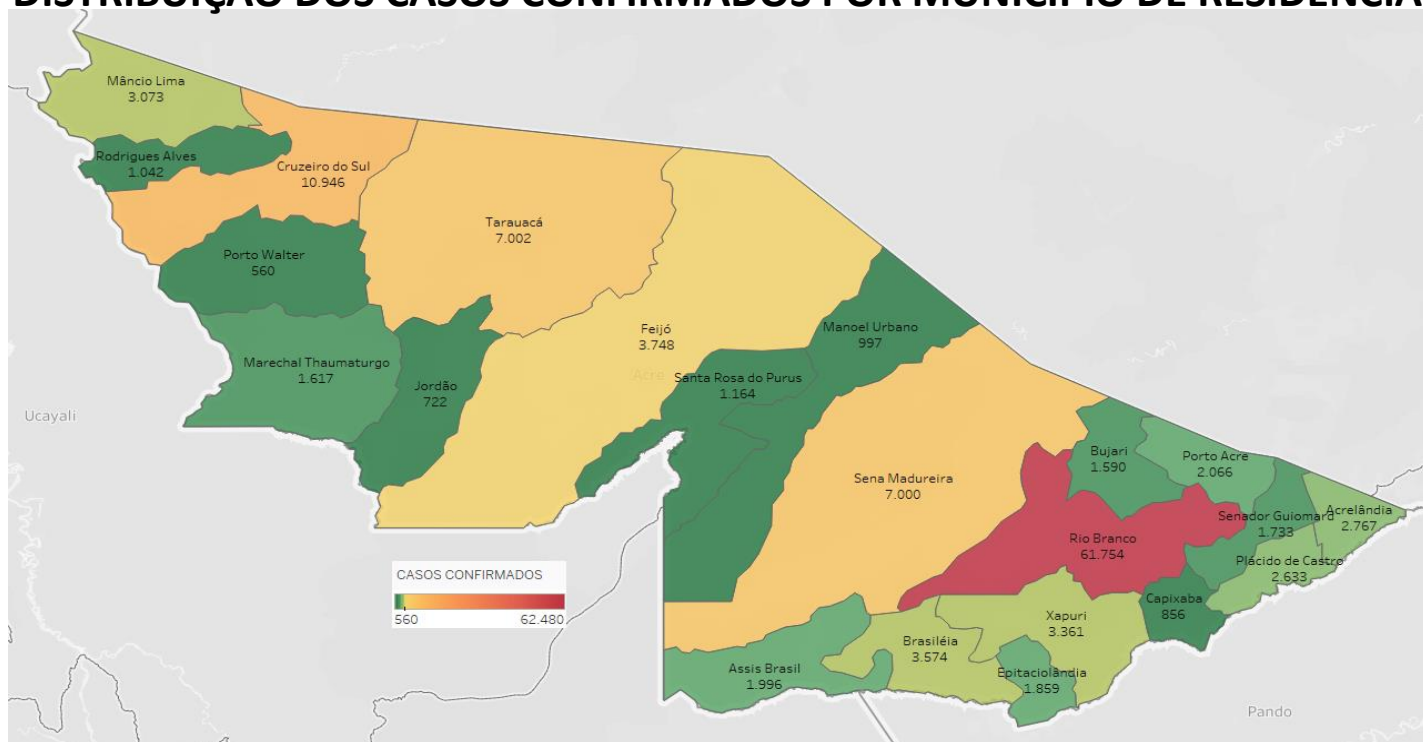 DISTRIBUIÇÃO DOS CASOS CONFIRMADOS POR MUNICÍPIO DE RESIDÊNCIA
Mâncio Lima
3.073
Rodrigues Alves
1.042
Cruzeiro do Sul
10.946
Tarauacá
7.002
Porto Walter
560
Marechal Thaumaturgo
1.617
Jordão
722
Feijó
3.748
Acre
Manoel Urbano
997
Santa Rosa do Purus
1.164
Ucayali
Sena Madureira
7.000
Bujari
1.590
Porto Acre
2.066
Senador Guiomard
1.733
Acrelândia
2.767
Rio Branco
61.754
Plácido de Castro
2.633
Capixaba
856
Xapuri
3.361
Brasiléia
3.574
Epitaciolândia
1.859
Assis Brasil
1.996
Pando
CASOS CONFIRMADOS
560 62.480